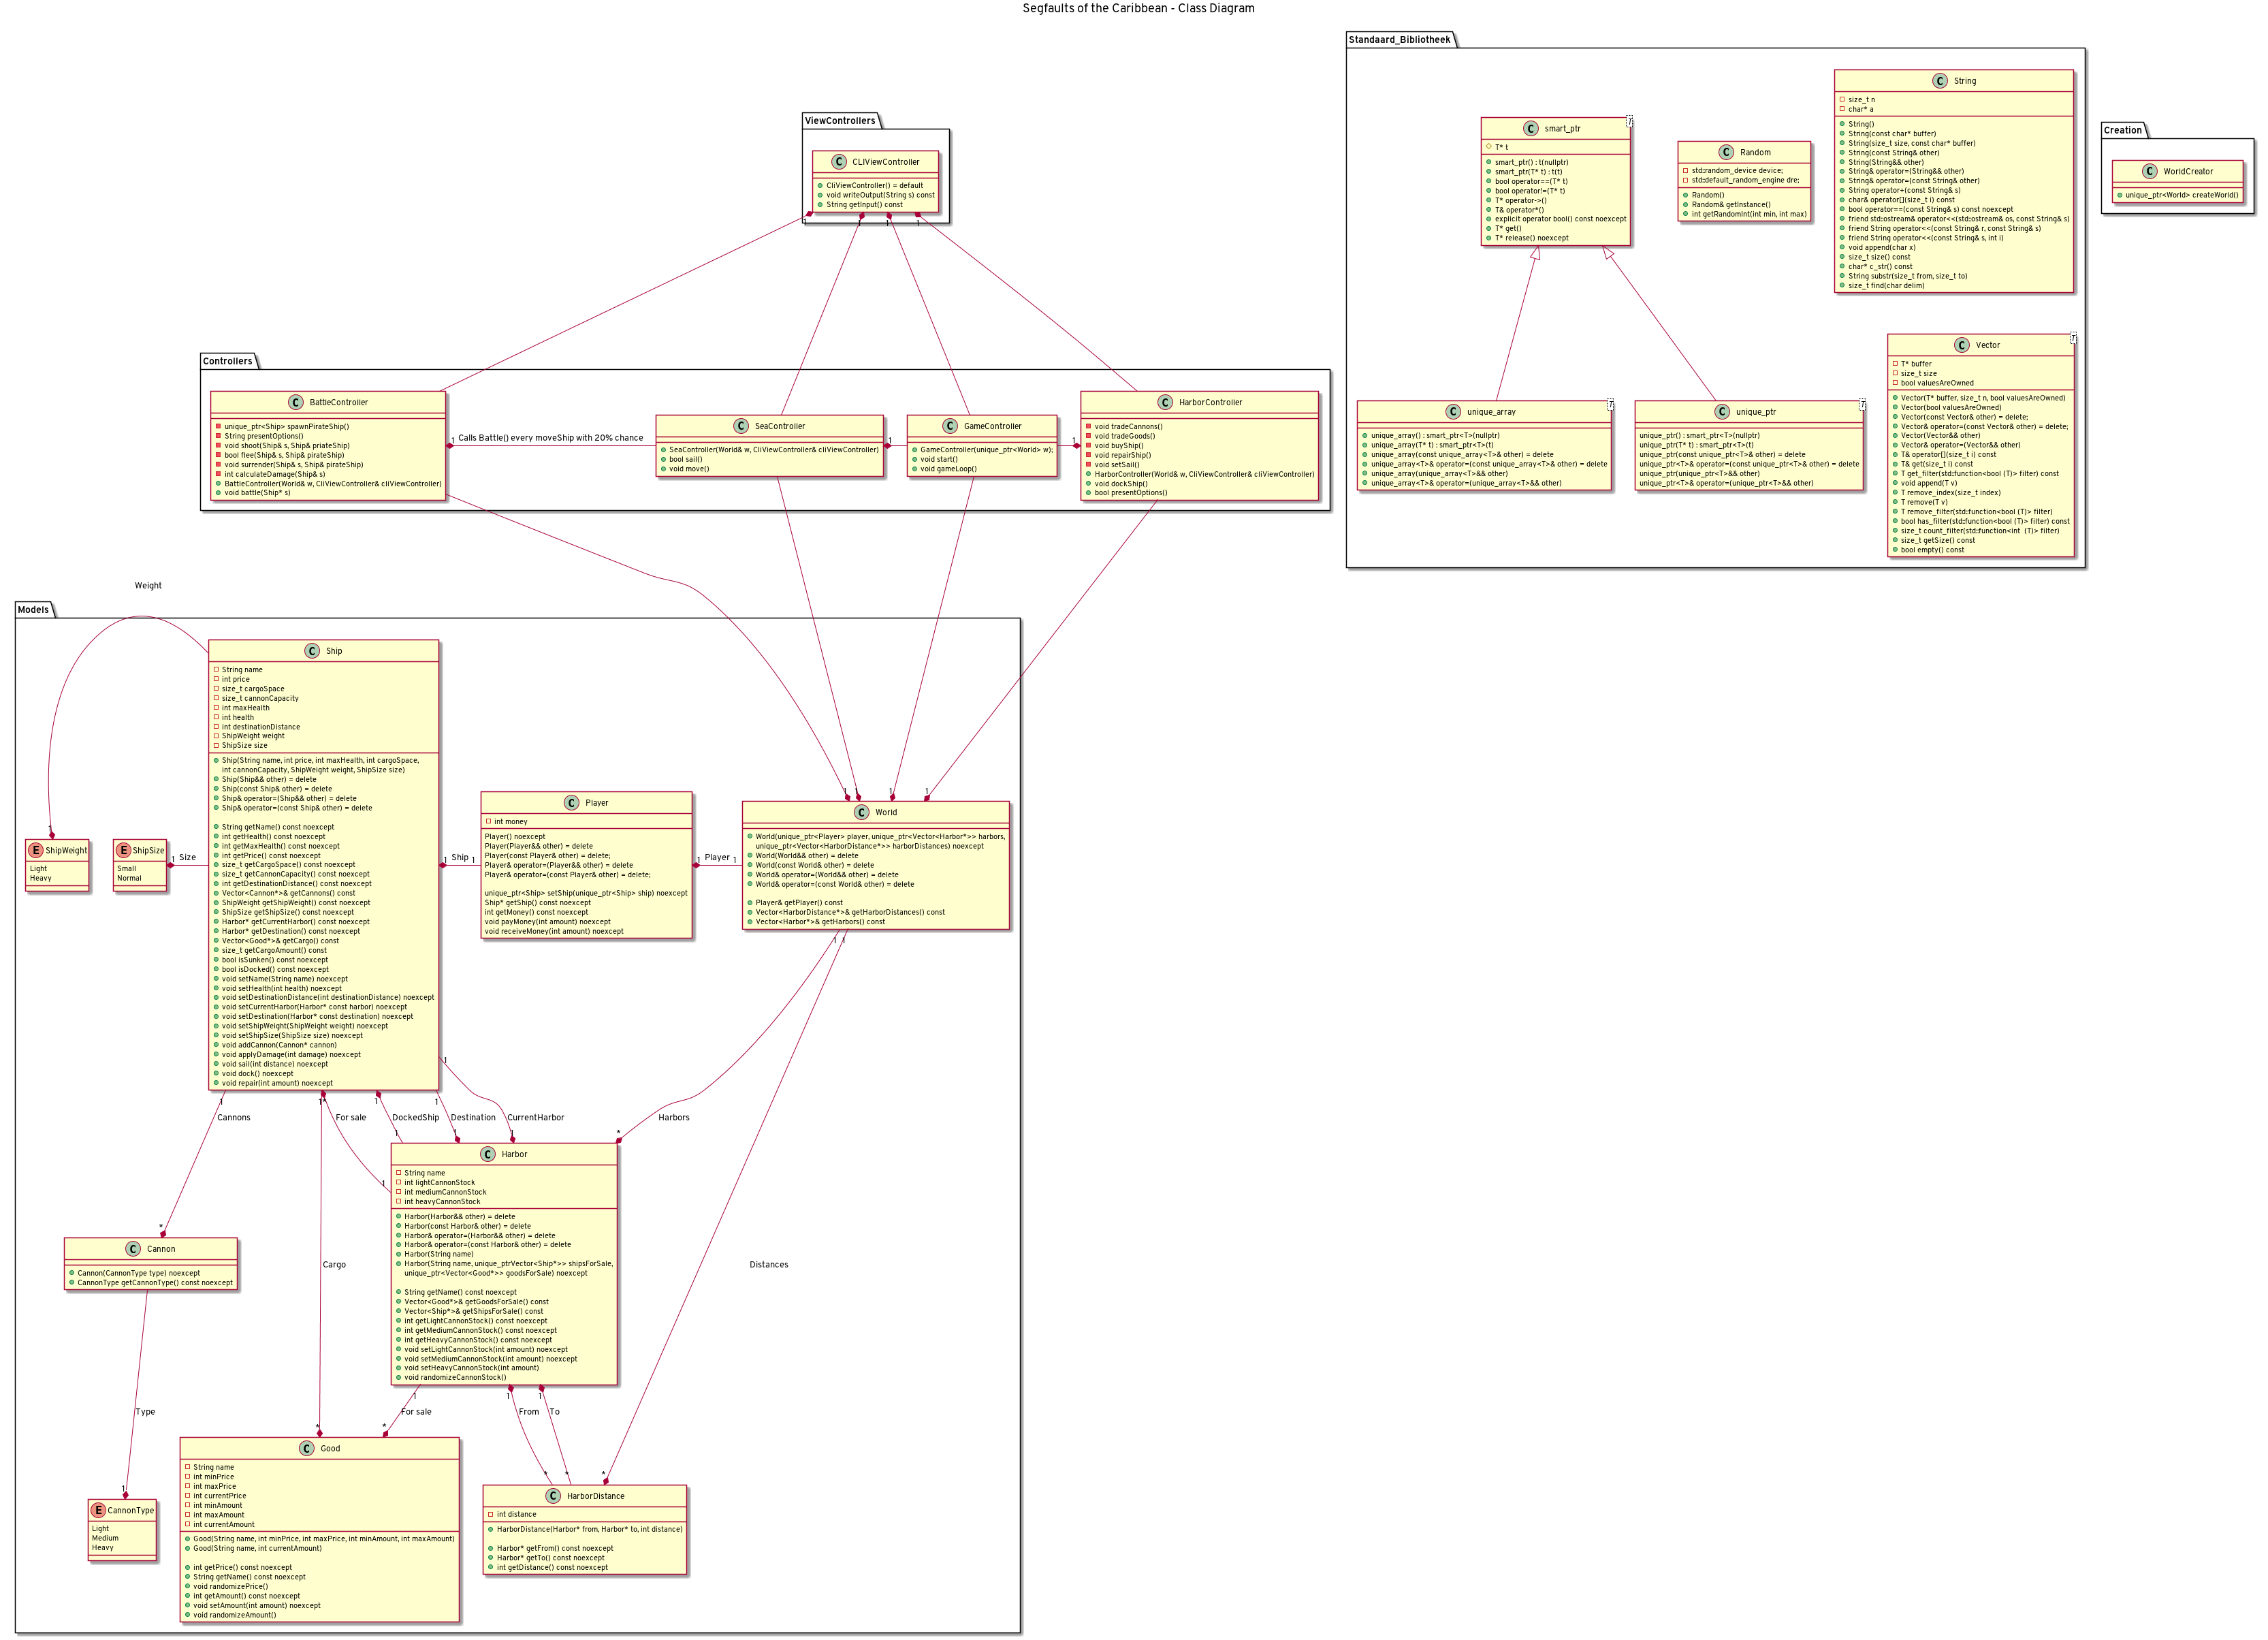 Segfaults of the Caribbean - Class Diagram
Standaard_Bibliotheek
String
size_t n
char* a
String()
String(const char* buffer)
String(size_t size, const char* buffer)
String(const String& other)
String(String&& other)
String& operator=(String&& other)
String& operator=(const String& other)
String operator+(const String& s)
char& operator[](size_t i) const
bool operator==(const String& s) const noexcept
friend std::ostream& operator<<(std::ostream& os, const String& s)
friend String operator<<(const String& r, const String& s)
friend String operator<<(const String& s, int i)
void append(char x)
size_t size() const
char* c_str() const
String substr(size_t from, size_t to)
size_t find(char delim)
smart_ptr
T
T* t
smart_ptr() : t(nullptr)
smart_ptr(T* t) : t(t)
bool operator==(T* t)
bool operator!=(T* t)
T* operator->()
T& operator*()
explicit operator bool() const noexcept
T* get()
T* release() noexcept
Random
std::random_device device;
std::default_random_engine dre;
Random()
Random& getInstance()
int getRandomInt(int min, int max)
Creation
WorldCreator
unique_ptr<World> createWorld()
ViewControllers
CLIViewController
CliViewController() = default
void writeOutput(String s) const
String getInput() const
1
1
1
1
Vector
T
T* buffer
size_t size
bool valuesAreOwned
Vector(T* buffer, size_t n, bool valuesAreOwned)
Vector(bool valuesAreOwned)
Vector(const Vector& other) = delete;
Vector& operator=(const Vector& other) = delete;
Vector(Vector&& other)
Vector& operator=(Vector&& other)
T& operator[](size_t i) const
T& get(size_t i) const
T get_filter(std::function<bool (T)> filter) const
void append(T v)
T remove_index(size_t index)
T remove(T v)
T remove_filter(std::function<bool (T)> filter)
bool has_filter(std::function<bool (T)> filter) const
size_t count_filter(std::function<int (T)> filter)
size_t getSize() const
bool empty() const
unique_array
T
unique_array() : smart_ptr<T>(nullptr)
unique_array(T* t) : smart_ptr<T>(t)
unique_array(const unique_array<T>& other) = delete
unique_array<T>& operator=(const unique_array<T>& other) = delete
unique_array(unique_array<T>&& other)
unique_array<T>& operator=(unique_array<T>&& other)
unique_ptr
T
unique_ptr() : smart_ptr<T>(nullptr)
unique_ptr(T* t) : smart_ptr<T>(t)
unique_ptr(const unique_ptr<T>& other) = delete
unique_ptr<T>& operator=(const unique_ptr<T>& other) = delete
unique_ptr(unique_ptr<T>&& other)
unique_ptr<T>& operator=(unique_ptr<T>&& other)
Controllers
BattleController
unique_ptr<Ship> spawnPirateShip()
String presentOptions()
void shoot(Ship& s, Ship& priateShip)
bool flee(Ship& s, Ship& pirateShip)
void surrender(Ship& s, Ship& pirateShip)
int calculateDamage(Ship& s)
BattleController(World& w, CliViewController& cliViewController)
void battle(Ship* s)
1
Calls Battle() every moveShip with 20% chance
SeaController
SeaController(World& w, CliViewController& cliViewController)
bool sail()
void move()
1
GameController
GameController(unique_ptr<World> w);
void start()
void gameLoop()
1
HarborController
void tradeCannons()
void tradeGoods()
void buyShip()
void repairShip()
void setSail()
HarborController(World& w, CliViewController& cliViewController)
void dockShip()
bool presentOptions()
Models
Weight
1
Ship
String name
int price
size_t cargoSpace
size_t cannonCapacity
int maxHealth
int health
int destinationDistance
ShipWeight weight
ShipSize size
Ship(String name, int price, int maxHealth, int cargoSpace,
int cannonCapacity, ShipWeight weight, ShipSize size)
Ship(Ship&& other) = delete
Ship(const Ship& other) = delete
Ship& operator=(Ship&& other) = delete
Ship& operator=(const Ship& other) = delete
String getName() const noexcept
int getHealth() const noexcept
int getMaxHealth() const noexcept
int getPrice() const noexcept
size_t getCargoSpace() const noexcept
size_t getCannonCapacity() const noexcept
int getDestinationDistance() const noexcept
Vector<Cannon*>& getCannons() const
ShipWeight getShipWeight() const noexcept
ShipSize getShipSize() const noexcept
Harbor* getCurrentHarbor() const noexcept
Harbor* getDestination() const noexcept
Vector<Good*>& getCargo() const
size_t getCargoAmount() const
bool isSunken() const noexcept
bool isDocked() const noexcept
void setName(String name) noexcept
void setHealth(int health) noexcept
void setDestinationDistance(int destinationDistance) noexcept
void setCurrentHarbor(Harbor* const harbor) noexcept
void setDestination(Harbor* const destination) noexcept
void setShipWeight(ShipWeight weight) noexcept
void setShipSize(ShipSize size) noexcept
void addCannon(Cannon* cannon)
void applyDamage(int damage) noexcept
void sail(int distance) noexcept
void dock() noexcept
void repair(int amount) noexcept
ShipWeight
Light
Heavy
ShipSize
Small
Normal
1
Size
1
Ship
1
Player
int money
Player() noexcept
Player(Player&& other) = delete
Player(const Player& other) = delete;
Player& operator=(Player&& other) = delete
Player& operator=(const Player& other) = delete;
unique_ptr<Ship> setShip(unique_ptr<Ship> ship) noexcept
Ship* getShip() const noexcept
int getMoney() const noexcept
void payMoney(int amount) noexcept
void receiveMoney(int amount) noexcept
1
Player
1
1
1
1
1
World
World(unique_ptr<Player> player, unique_ptr<Vector<Harbor*>> harbors,
unique_ptr<Vector<HarborDistance*>> harborDistances) noexcept
World(World&& other) = delete
World(const World& other) = delete
World& operator=(World&& other) = delete
World& operator=(const World& other) = delete
Player& getPlayer() const
Vector<HarborDistance*>& getHarborDistances() const
Vector<Harbor*>& getHarbors() const
1
1
1
1
Cannons
1
*
For sale
1
DockedShip
1
Destination
CurrentHarbor
Harbors
1
1
1
1
*
Harbor
String name
int lightCannonStock
int mediumCannonStock
int heavyCannonStock
Harbor(Harbor&& other) = delete
Harbor(const Harbor& other) = delete
Harbor& operator=(Harbor&& other) = delete
Harbor& operator=(const Harbor& other) = delete
Harbor(String name)
Harbor(String name, unique_ptrVector<Ship*>> shipsForSale,
unique_ptr<Vector<Good*>> goodsForSale) noexcept
String getName() const noexcept
Vector<Good*>& getGoodsForSale() const
Vector<Ship*>& getShipsForSale() const
int getLightCannonStock() const noexcept
int getMediumCannonStock() const noexcept
int getHeavyCannonStock() const noexcept
void setLightCannonStock(int amount) noexcept
void setMediumCannonStock(int amount) noexcept
void setHeavyCannonStock(int amount)
void randomizeCannonStock()
*
Cannon
Cannon(CannonType type) noexcept
CannonType getCannonType() const noexcept
Cargo
Distances
Type
1
For sale
1
From
1
To
1
*
*
*
*
*
CannonType
Light
Medium
Heavy
Good
String name
int minPrice
int maxPrice
int currentPrice
int minAmount
int maxAmount
int currentAmount
Good(String name, int minPrice, int maxPrice, int minAmount, int maxAmount)
Good(String name, int currentAmount)
int getPrice() const noexcept
String getName() const noexcept
void randomizePrice()
int getAmount() const noexcept
void setAmount(int amount) noexcept
void randomizeAmount()
HarborDistance
int distance
HarborDistance(Harbor* from, Harbor* to, int distance)
Harbor* getFrom() const noexcept
Harbor* getTo() const noexcept
int getDistance() const noexcept